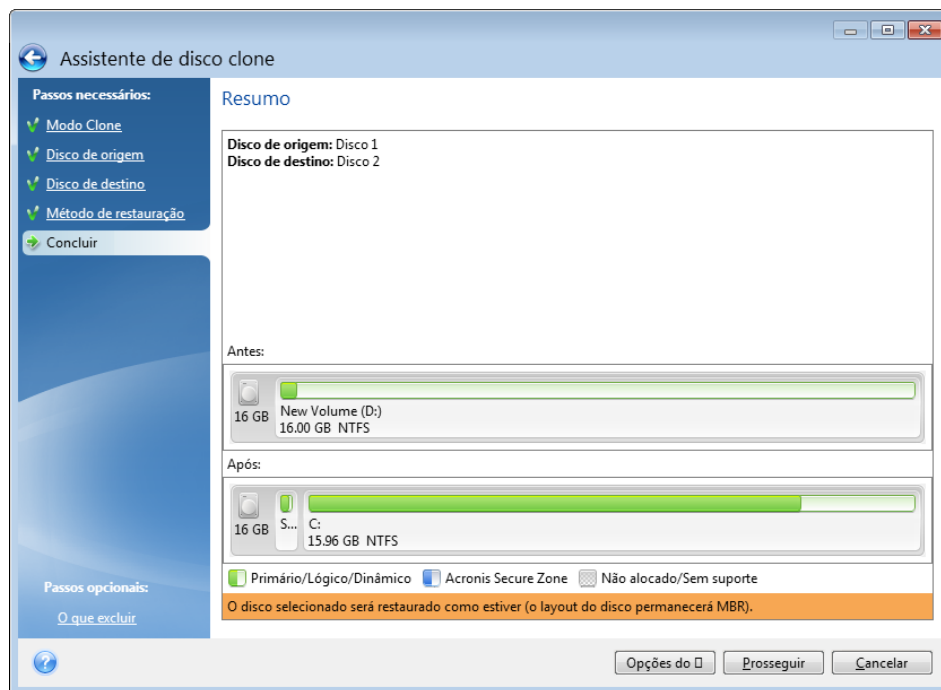 Assistente de disco clone
Passos necessários:
Modo Clone
Disco de origem
Disco de destino
Método de restauração
Concluir
Passos opcionais:
O que excluir
Resumo
Disco de origem: Disco 1
Disco de destino: Disco 2
Antes:
16 GB
New Volume (D:)
16.00 GB NTFS
Após:
16 GB
S...
C:
15.96 GB NTFS
Primário/Lógico/Dinâmico Acronis Secure Zone Não alocado/Sem suporte
O disco selecionado será restaurado como estiver (o layout do disco permanecerá MBR).
Opções do Prosseguir Cancelar